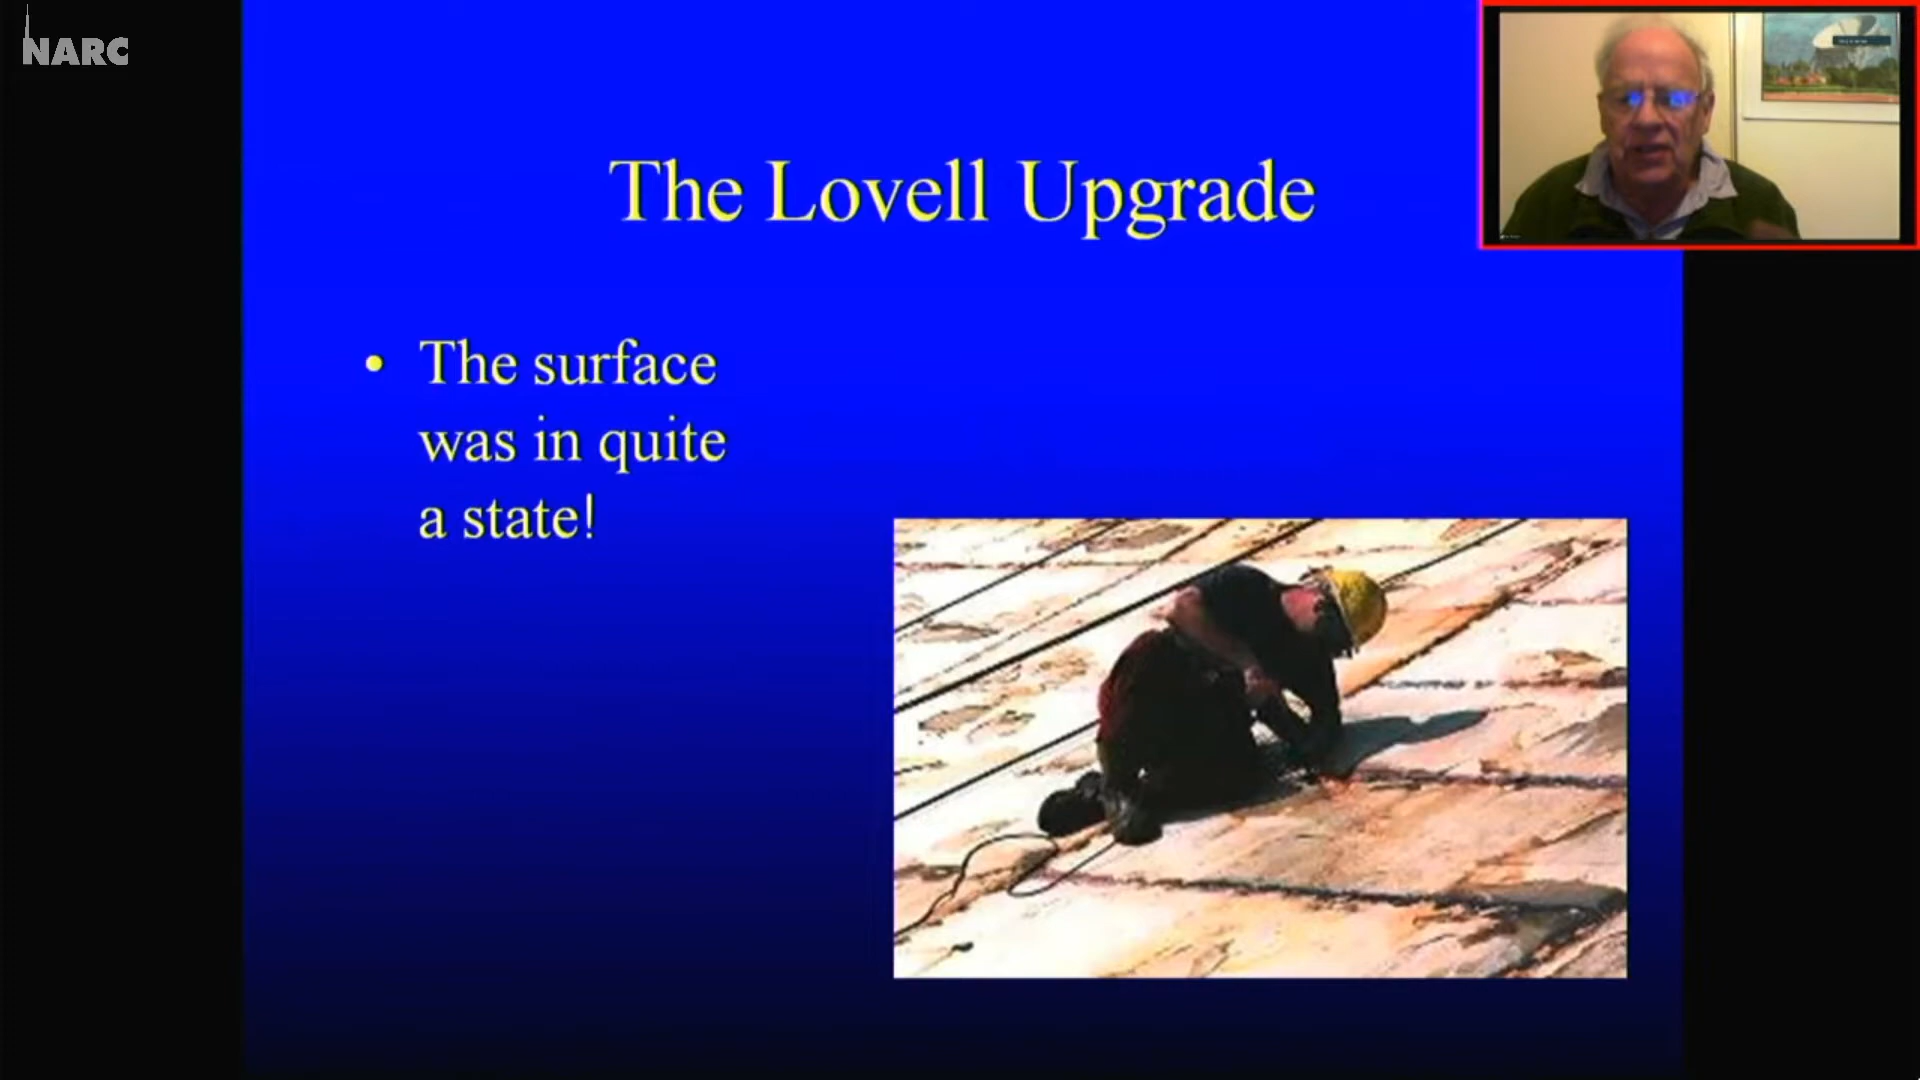 NARC
The Lovell Upgrade
• The surface
was in quite
a state!